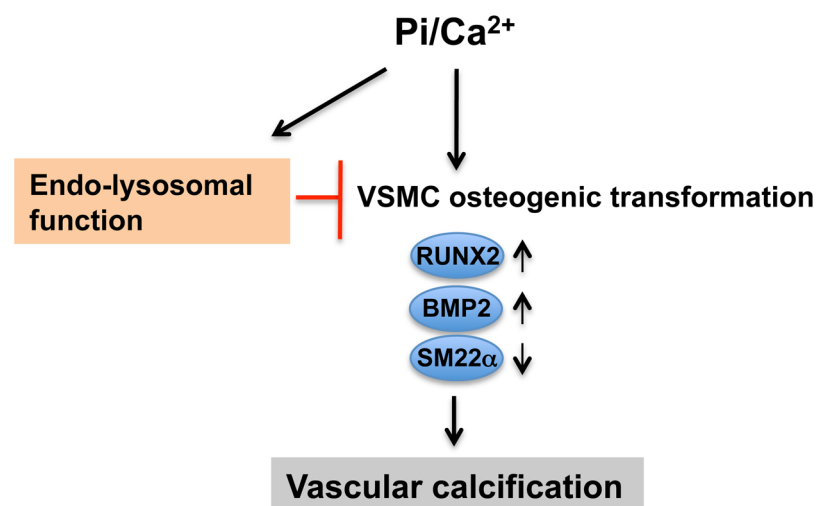 Pi/Ca²⁺
Endo-lysosomal
function
VSMC osteogenic transformation
RUNX2
BMP2
SM22α
Vascular calcification